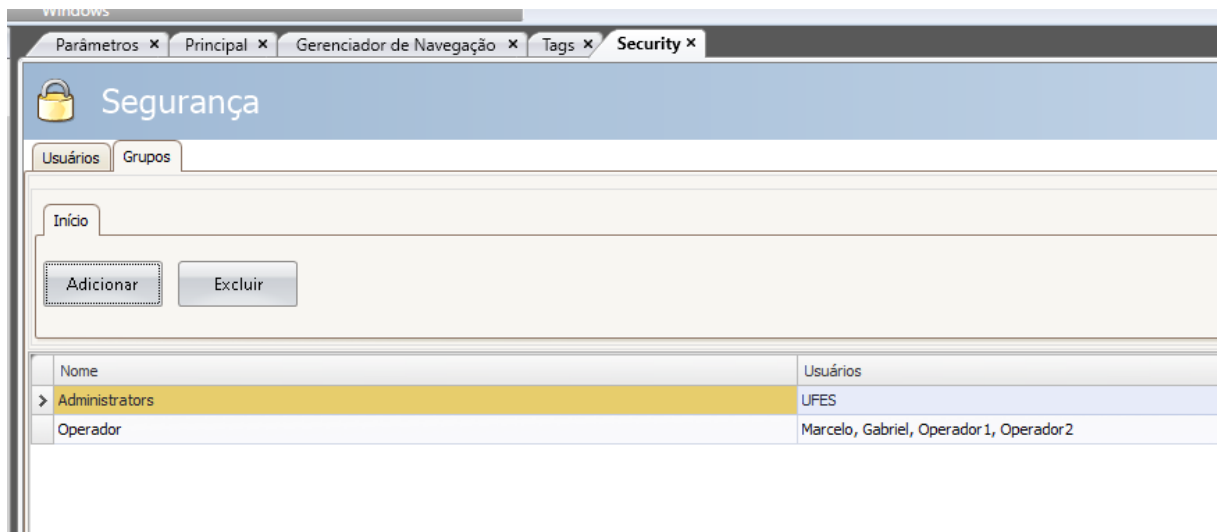 Windows
Parâmetros × Principal × Gerenciador de Navegação × Tags × Security ×
Segurança
Usuários Grupos
Início
Adicionar Excluir
Nome Usuários
Administrators UFES
Operador Marcelo, Gabriel, Operador1, Operador2